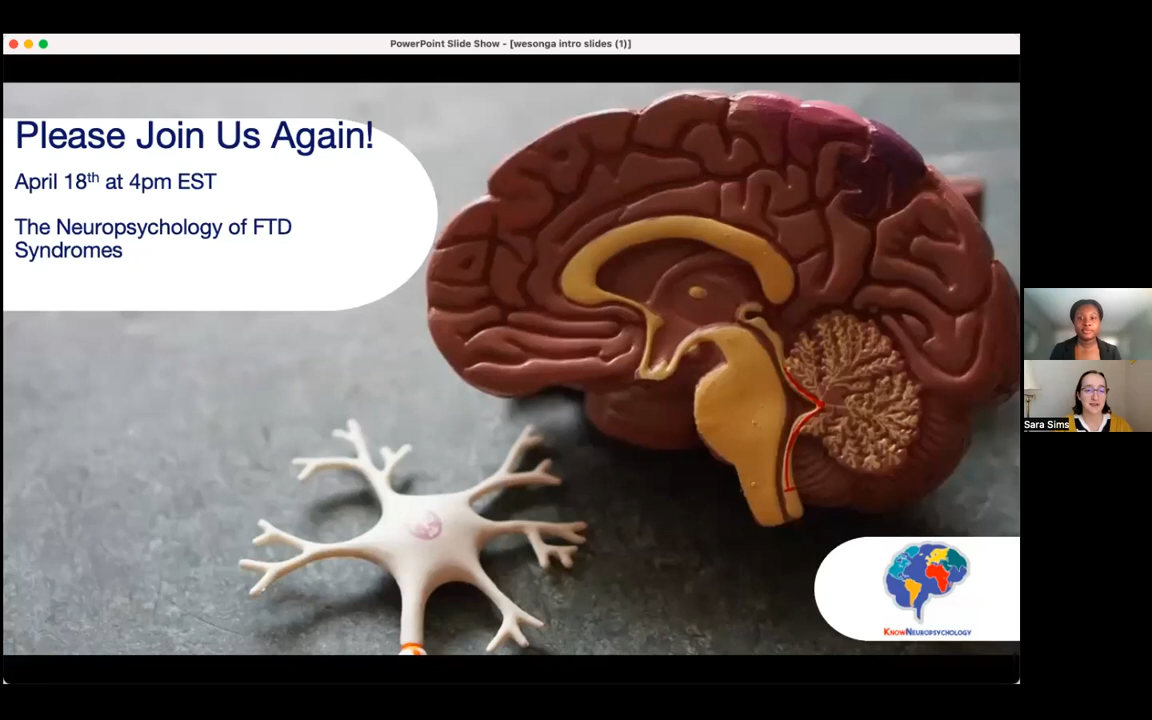 PowerPoint Slide Show - [wesonga intro slides (1)]
Please Join Us Again!
April 18th at 4pm EST
The Neuropsychology of FTD
Syndromes
KnowNeuropsychology
Sara Sims